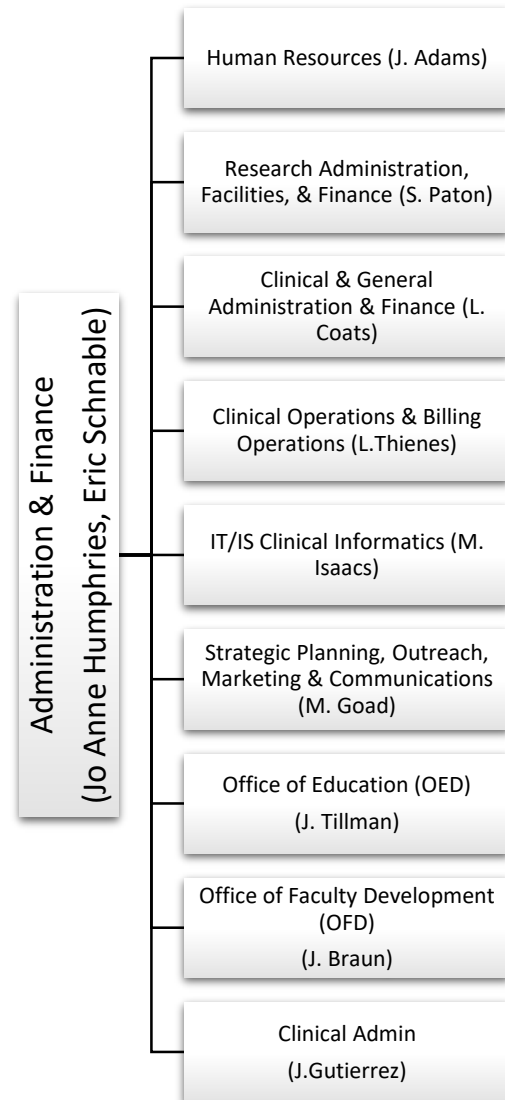 Administration & Finance
(Jo Anne Humphries, Eric Schnable)
Human Resources (J. Adams)
Research Administration,
Facilities, & Finance (S. Paton)
Clinical & General
Administration & Finance (L.
Coats)
Clinical Operations & Billing
Operations (L.Thienes)
IT/IS Clinical Informatics (M.
Isaacs)
Strategic Planning, Outreach,
Marketing & Communications
(M. Goad)
Office of Education (OED)
(J. Tillman)
Office of Faculty Development
(OFD)
(J. Braun)
Clinical Admin
(J.Gutierrez)